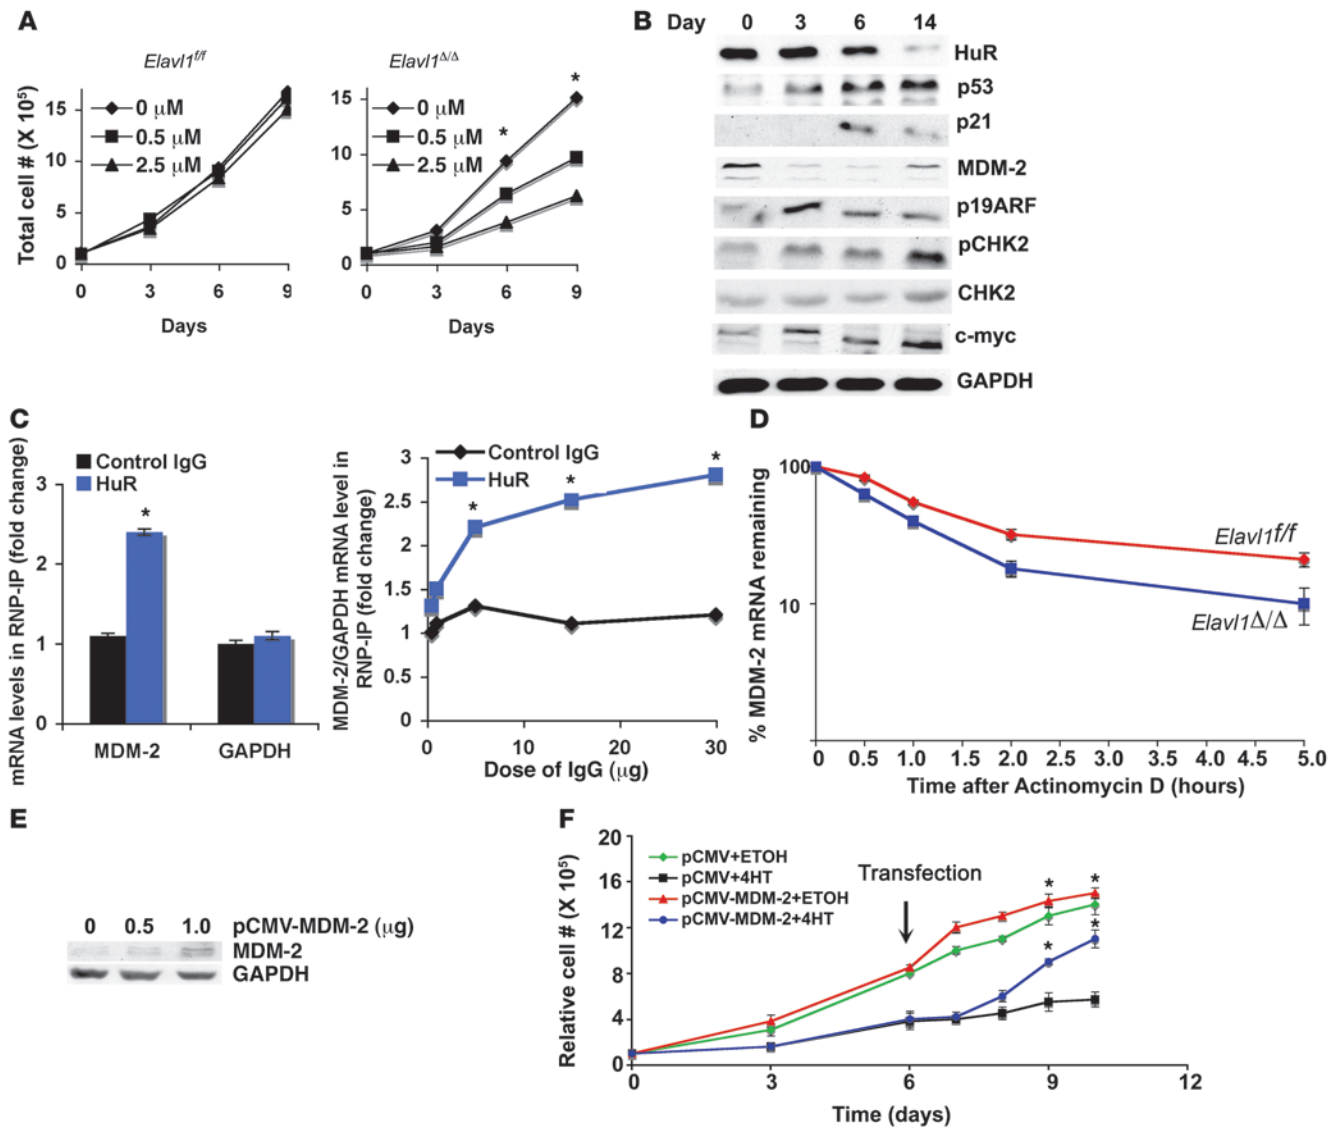 A
Elavl1f/f
Elavl1Δ/Δ
Total cell # (X 10⁵)
15
10
5
0
0 μM
0.5 μM
2.5 μM
0 3 6 9
Days
15
10
5
0
0 μM
0.5 μM
2.5 μM
*
*
0 3 6 9
Days
B
Day 0 3 6 14
HuR
p53
p21
MDM-2
p19ARF
pCHK2
CHK2
c-myc
GAPDH
C
mRNA levels in RNP-IP (fold change)
Control IgG
HuR
3
2
1
0
*
MDM-2 GAPDH
MDM-2/GAPDH mRNA level in
RNP-IP (fold change)
Control IgG
HuR
3
2.5
2
1.5
1
0.5
0
* * *
0 10 20 30
Dose of IgG (μg)
D
% MDM-2 mRNA remaining
100
10
Elavl1f/f
Elavl1Δ/Δ
0 0.5 1.0 1.5 2.0 2.5 3.0 3.5 4.0 4.5 5.0
Time after Actinomycin D (hours)
E
0 0.5 1.0 pCMV-MDM-2 (μg)
MDM-2
GAPDH
F
Relative cell # (X 10⁵)
20
16
12
8
4
0
pCMV+ETOH
pCMV+4HT
pCMV-MDM-2+ETOH
pCMV-MDM-2+4HT
Transfection
* *
* *
0 3 6 9 12
Time (days)